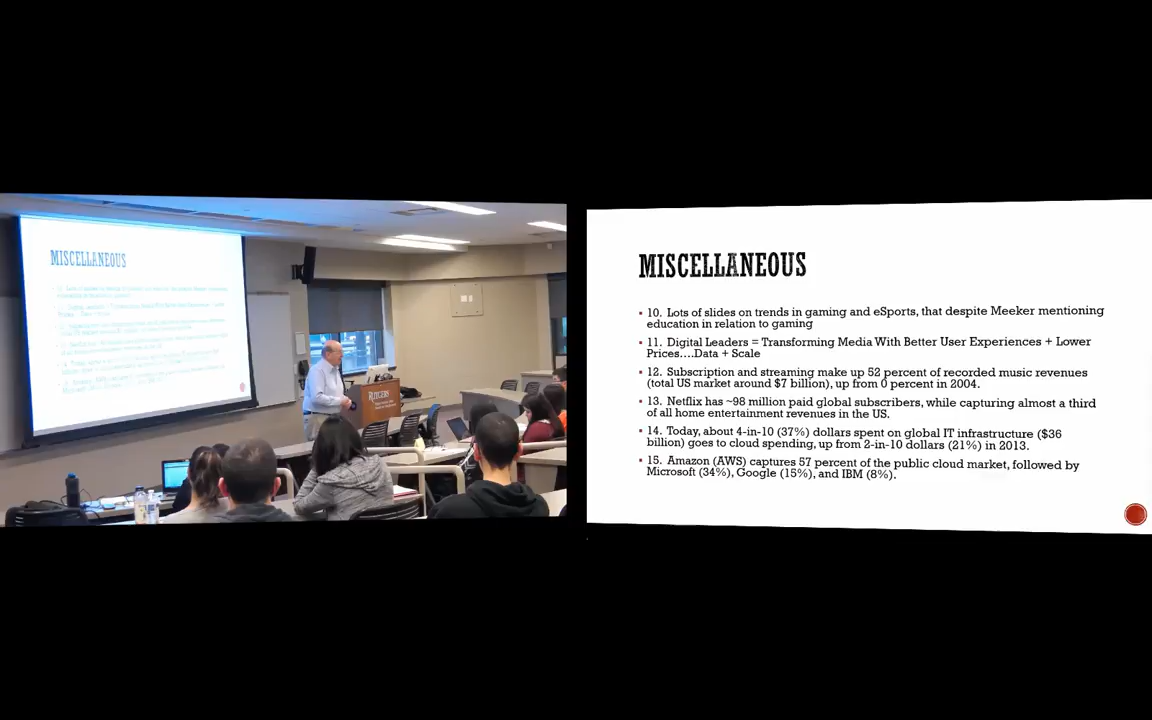 MISCELLANEOUS
RUTGERS
MISCELLANEOUS
▪ 10. Lots of slides on trends in gaming and eSports, that despite Meeker mentioning
education in relation to gaming
▪ 11. Digital Leaders = Transforming Media With Better User Experiences + Lower
Prices....Data + Scale
▪ 12. Subscription and streaming make up 52 percent of recorded music revenues
(total US market around $7 billion), up from 0 percent in 2004.
▪ 13. Netflix has ~98 million paid global subscribers, while capturing almost a third
of all home entertainment revenues in the US.
▪ 14. Today, about 4-in-10 (37%) dollars spent on global IT infrastructure ($36
billion) goes to cloud spending, up from 2-in-10 dollars (21%) in 2013.
▪ 15. Amazon (AWS) captures 57 percent of the public cloud market, followed by
Microsoft (34%), Google (15%), and IBM (8%).